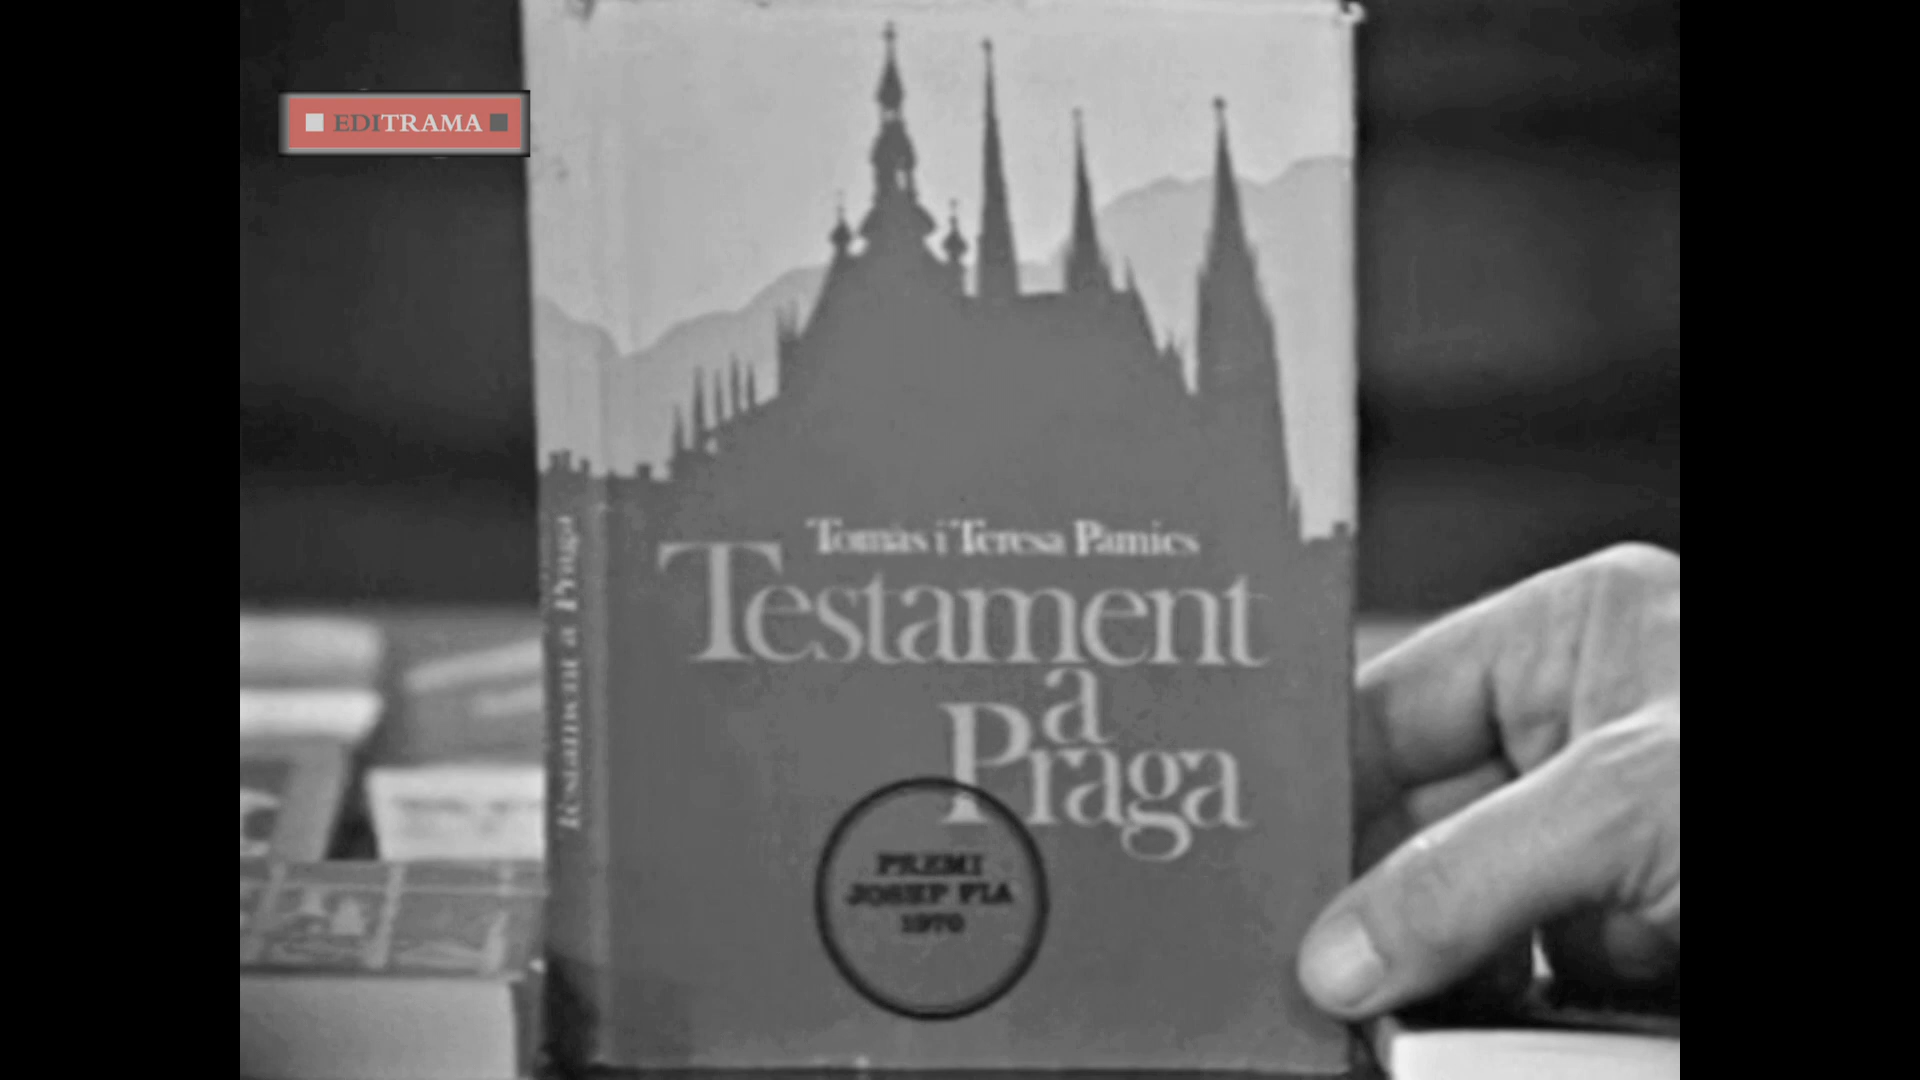 EDITRAMA
Tomàs i Teresa Pàmies
Testament
a
Praga
Testament a Praga
PREMI
JOSEP PLA
1970